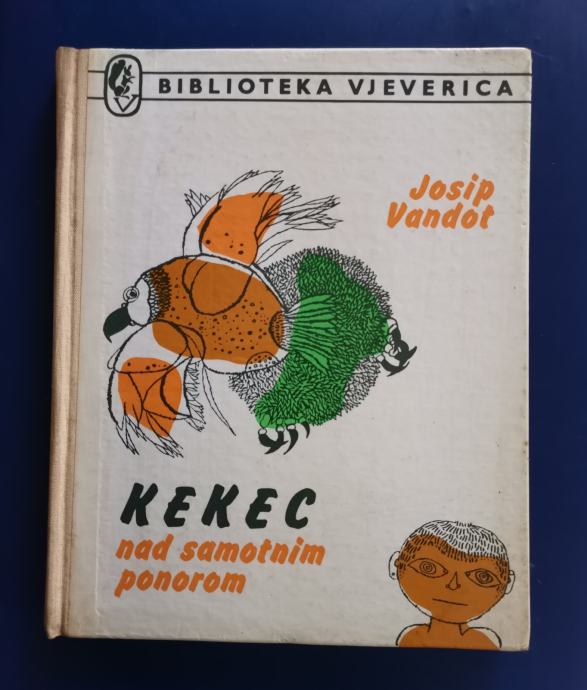 BIBLIOTEKA VJEVERICA
Josip
Vandot
KEKEC
nad samotnim
ponorom